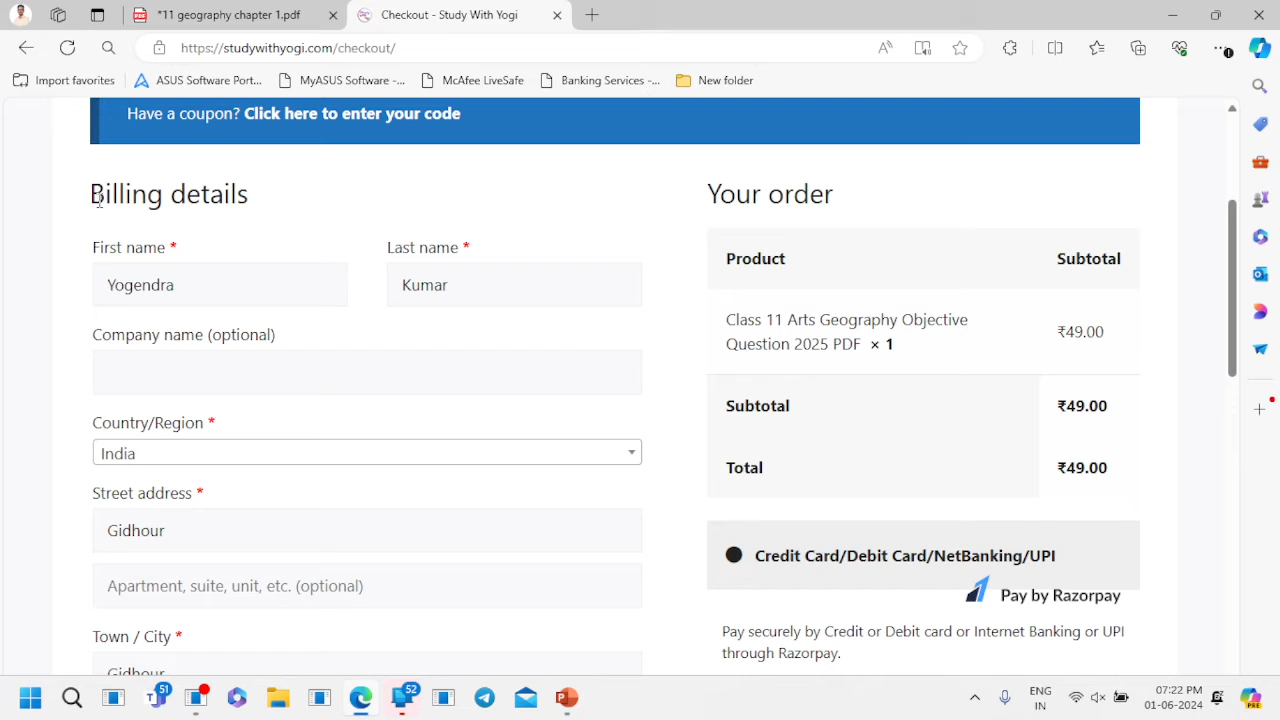 *11 geography chapter 1.pdf
Checkout - Study With Yogi
https://studywithyogi.com/checkout/
Import favorites
ASUS Software Port...
MyASUS Software -...
McAfee LiveSafe
Banking Services -...
New folder
Have a coupon? Click here to enter your code
Billing details
First name *
Last name *
Yogendra
Kumar
Company name (optional)
Country/Region *
India
Street address *
Gidhour
Apartment, suite, unit, etc. (optional)
Town / City *
Gidhour
Your order
Product
Subtotal
Class 11 Arts Geography Objective
Question 2025 PDF × 1
₹49.00
Subtotal
₹49.00
Total
₹49.00
Credit Card/Debit Card/NetBanking/UPI
Pay by Razorpay
Pay securely by Credit or Debit card or Internet Banking or UPI
through Razorpay.
51
52
ENG
IN
07:22 PM
01-06-2024
PRE